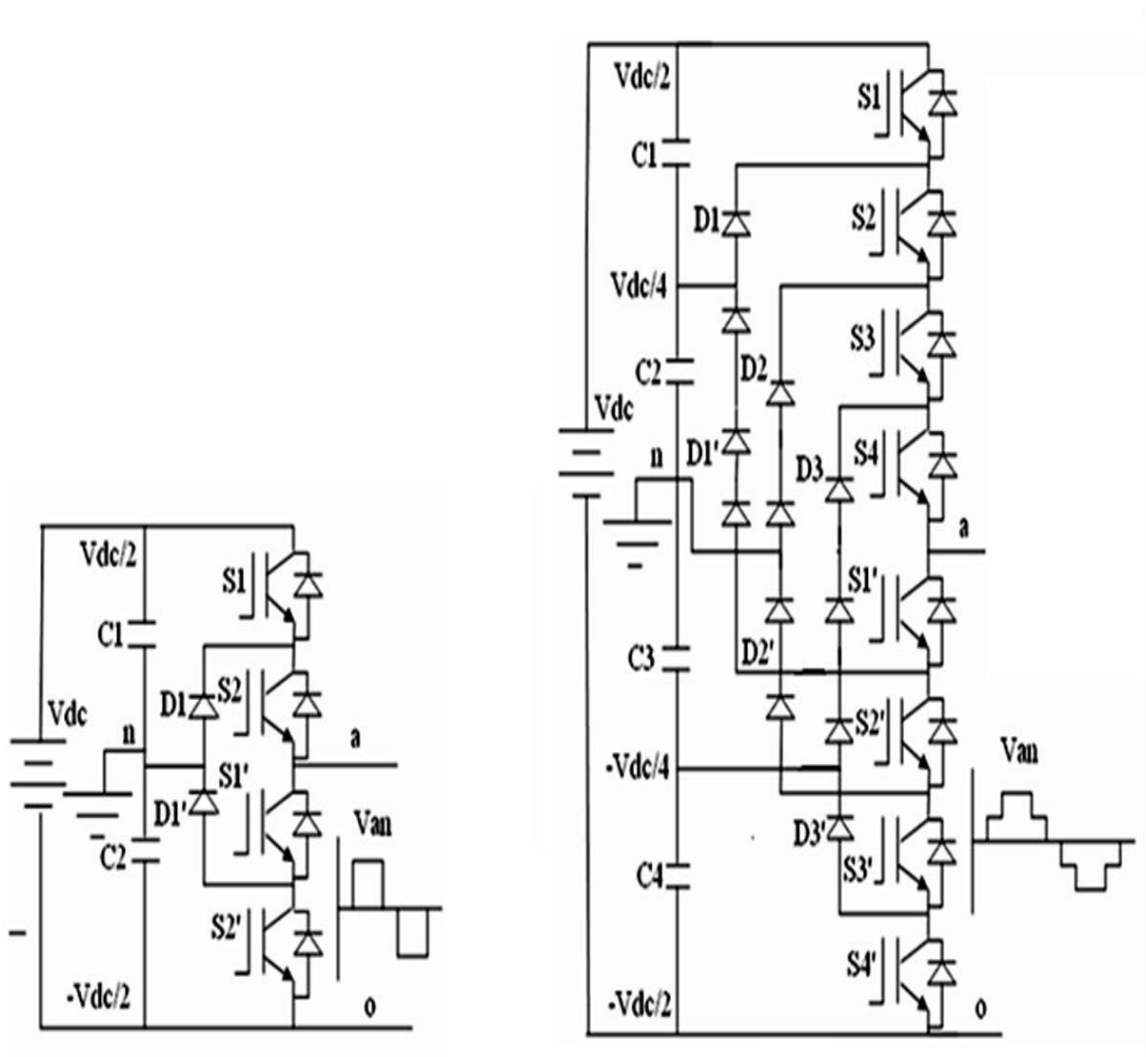 Vdc/2
S1
C1
D1
S2
Vdc
n
a
S1'
D1'
Van
C2
S2'
-Vdc/2
o
Vdc/2
S1
C1
D1
S2
Vdc/4
S3
C2
D2
Vdc
n
D1'
D3
S4
a
S1'
C3
D2'
S2'
-Vdc/4
Van
D3'
S3'
C4
S4'
-Vdc/2
o